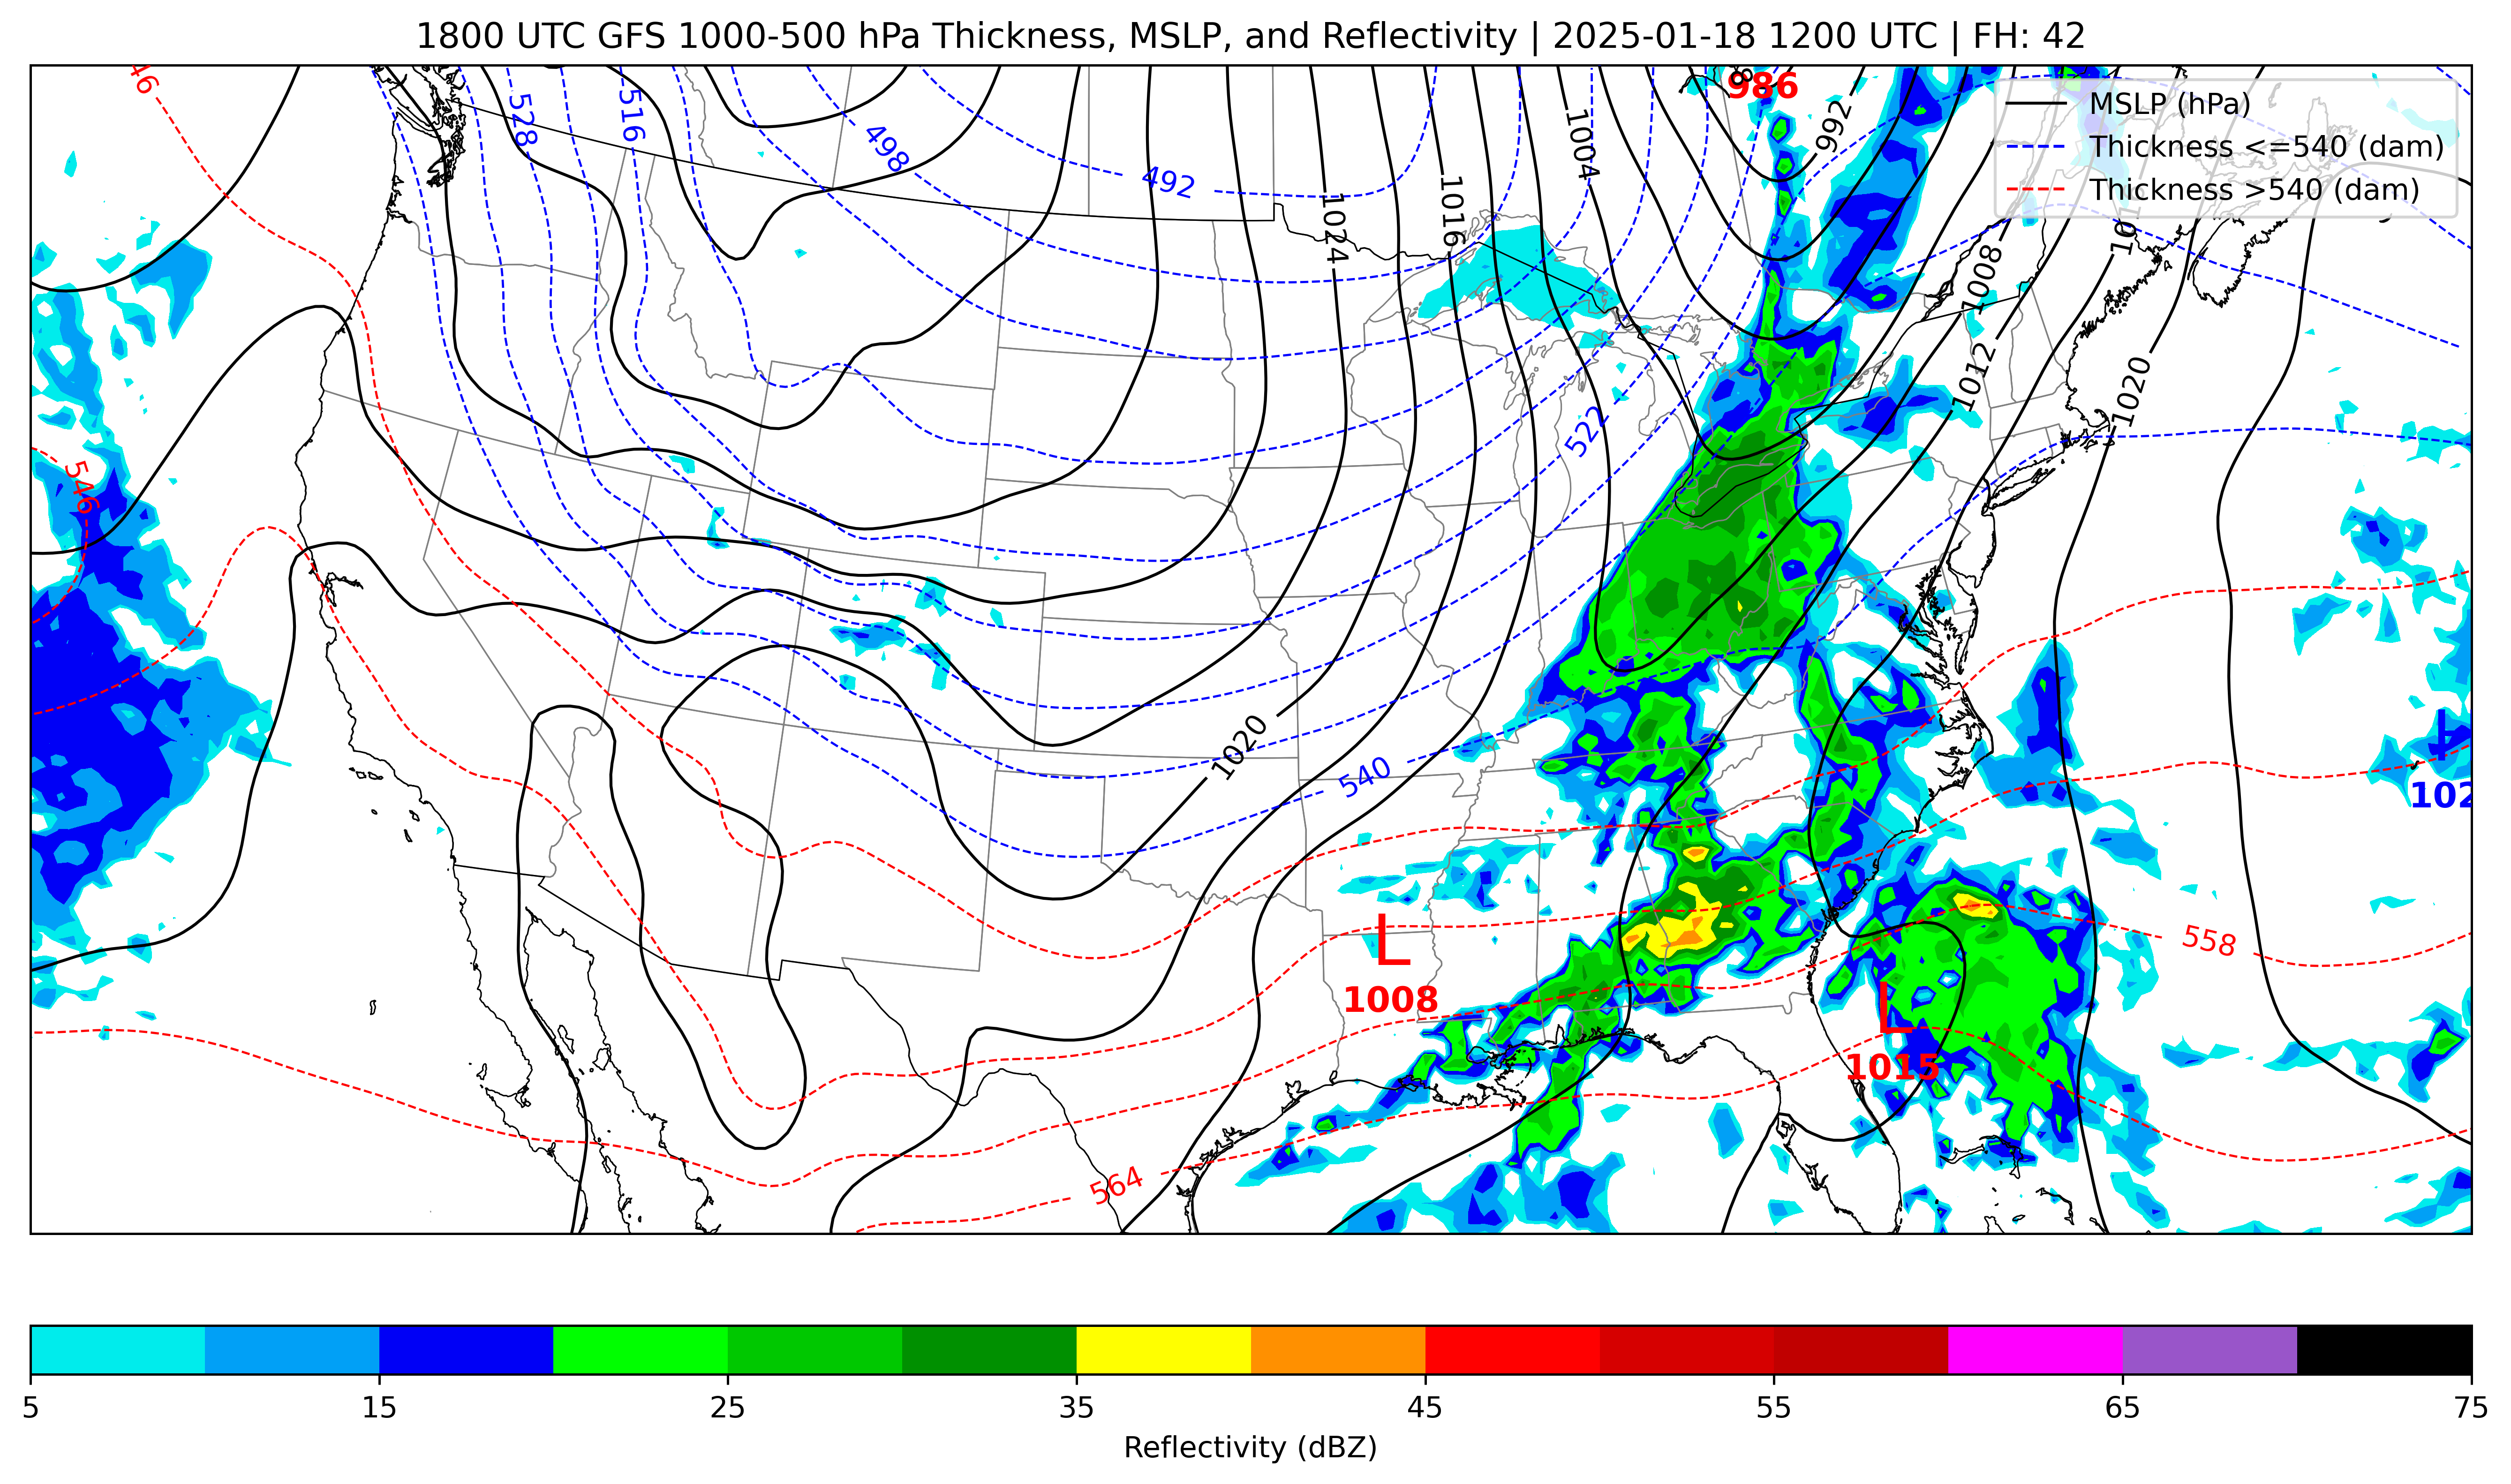 1800 UTC GFS 1000-500 hPa Thickness, MSLP, and Reflectivity | 2025-01-18 1200 UTC | FH: 42
46
528
516
498
492
986
992
1004
MSLP (hPa)
Thickness <=540 (dam)
Thickness >540 (dam)
1024
1016
1008
1012
1020
522
546
1020
540
L
102
L
1008
558
L
1015
564
5 15 25 35 45 55 65 75
Reflectivity (dBZ)